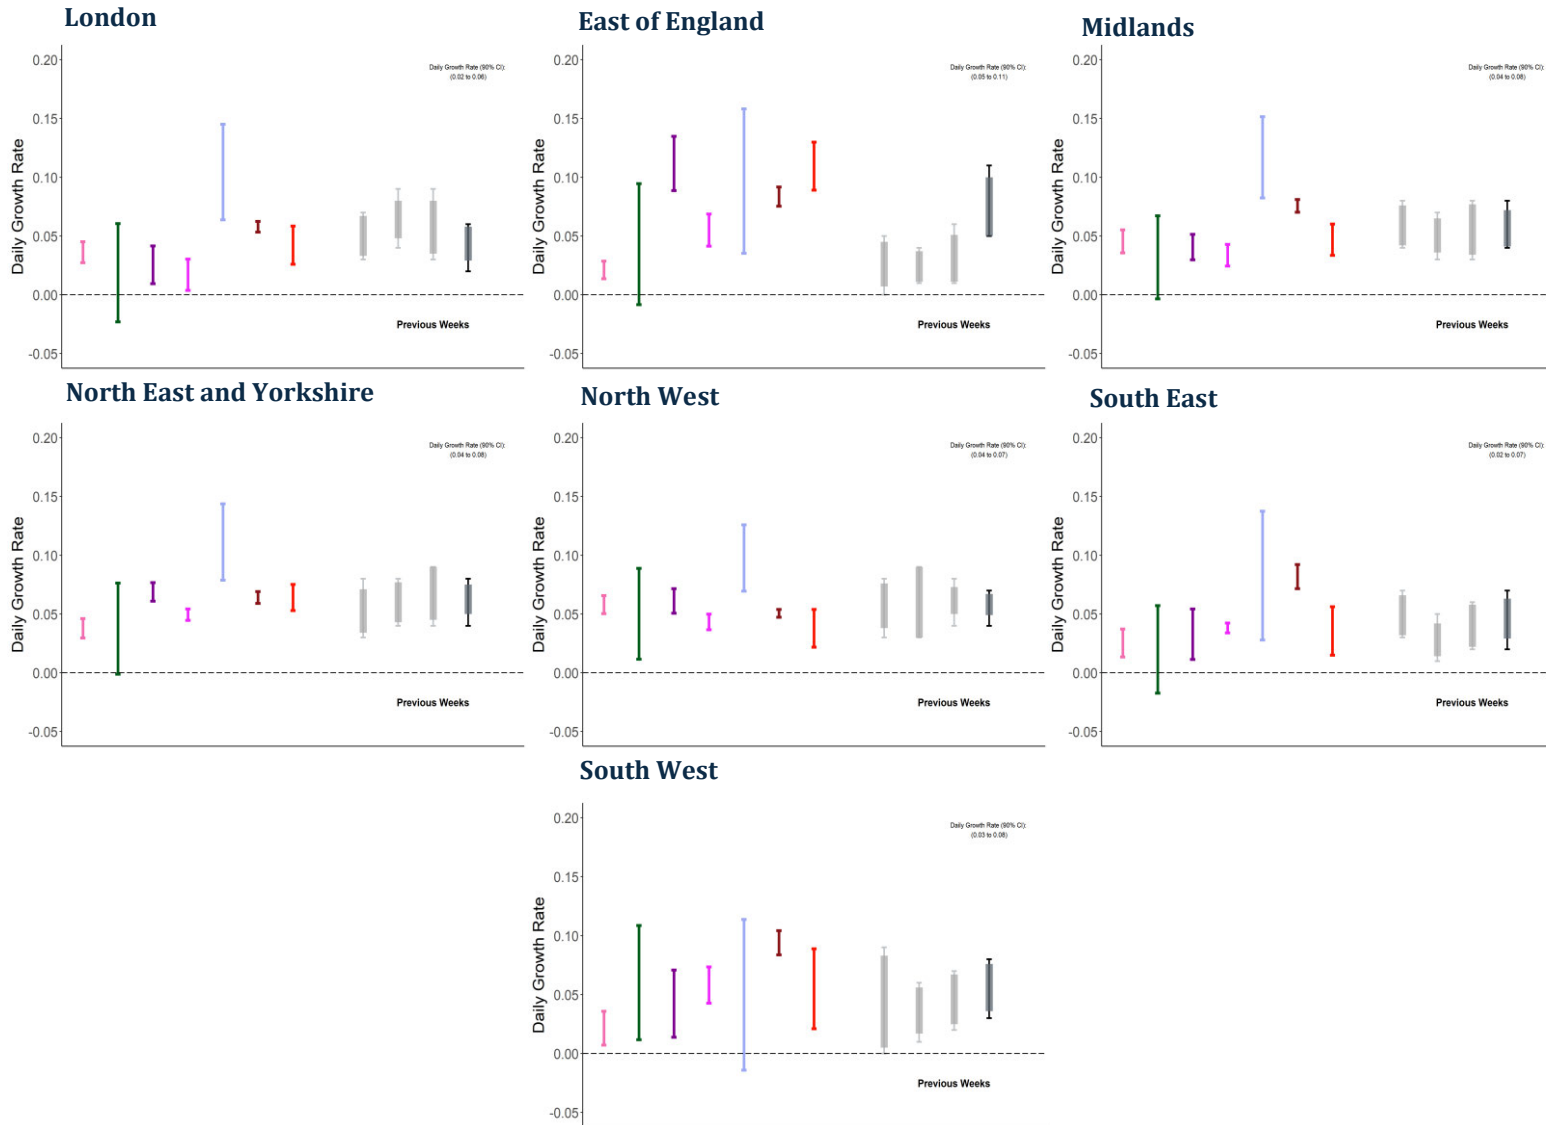 London
0.20
0.15
0.10
0.05
0.00
-0.05
Daily Growth Rate
Daily Growth Rate (90% CI):
(0.02 to 0.06)
Previous Weeks
East of England
0.20
0.15
0.10
0.05
0.00
-0.05
Daily Growth Rate
Daily Growth Rate (90% CI):
(0.05 to 0.11)
Previous Weeks
Midlands
0.20
0.15
0.10
0.05
0.00
-0.05
Daily Growth Rate
Daily Growth Rate (90% CI):
(0.04 to 0.08)
Previous Weeks
North East and Yorkshire
0.20
0.15
0.10
0.05
0.00
-0.05
Daily Growth Rate
Daily Growth Rate (90% CI):
(0.04 to 0.08)
Previous Weeks
North West
0.20
0.15
0.10
0.05
0.00
-0.05
Daily Growth Rate
Daily Growth Rate (90% CI):
(0.04 to 0.07)
Previous Weeks
South East
0.20
0.15
0.10
0.05
0.00
-0.05
Daily Growth Rate
Daily Growth Rate (90% CI):
(0.02 to 0.07)
Previous Weeks
South West
0.20
0.15
0.10
0.05
0.00
-0.05
Daily Growth Rate
Daily Growth Rate (90% CI):
(0.03 to 0.08)
Previous Weeks